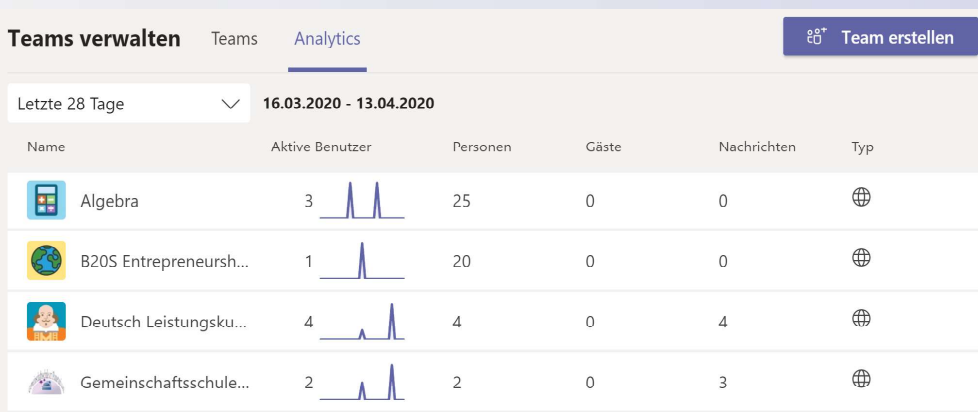 Teams verwalten Teams Analytics Team erstellen
Letzte 28 Tage 16.03.2020 - 13.04.2020
Name Aktive Benutzer Personen Gäste Nachrichten Typ
Algebra 3 25 0 0
B20S Entrepreneursh... 1 20 0 0
Deutsch Leistungsku... 4 4 0 4
Gemeinschaftsschule... 2 2 0 3